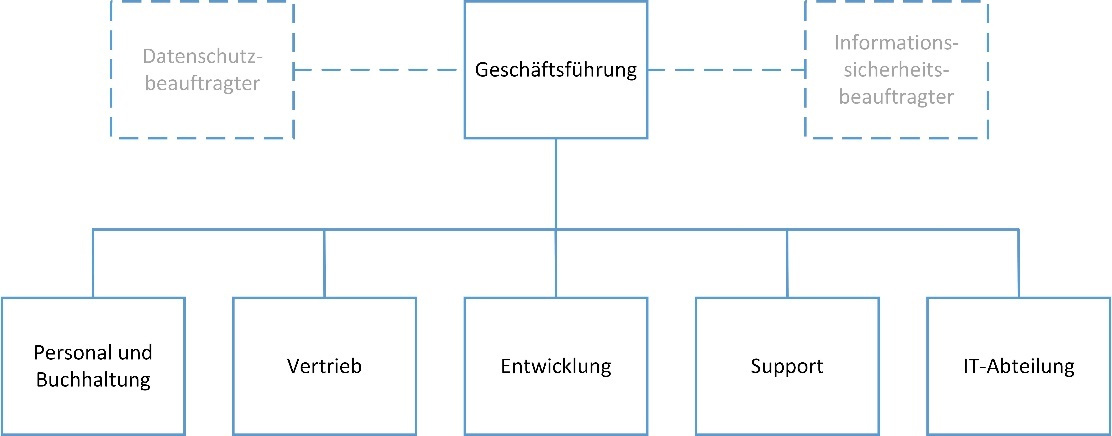 Datenschutz-
beauftragter
Geschäftsführung
Informations-
sicherheits-
beauftragter
Personal und
Buchhaltung
Vertrieb
Entwicklung
Support
IT-Abteilung